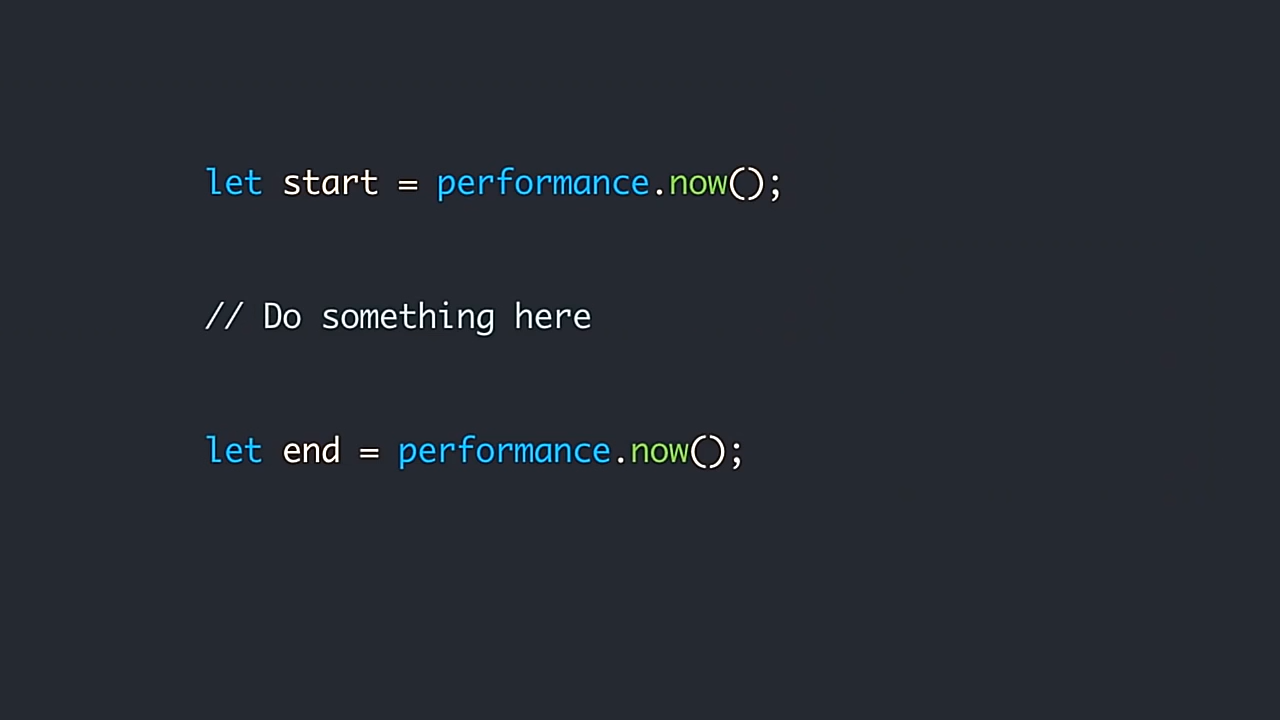 let start = performance.now();
// Do something here
let end = performance.now();